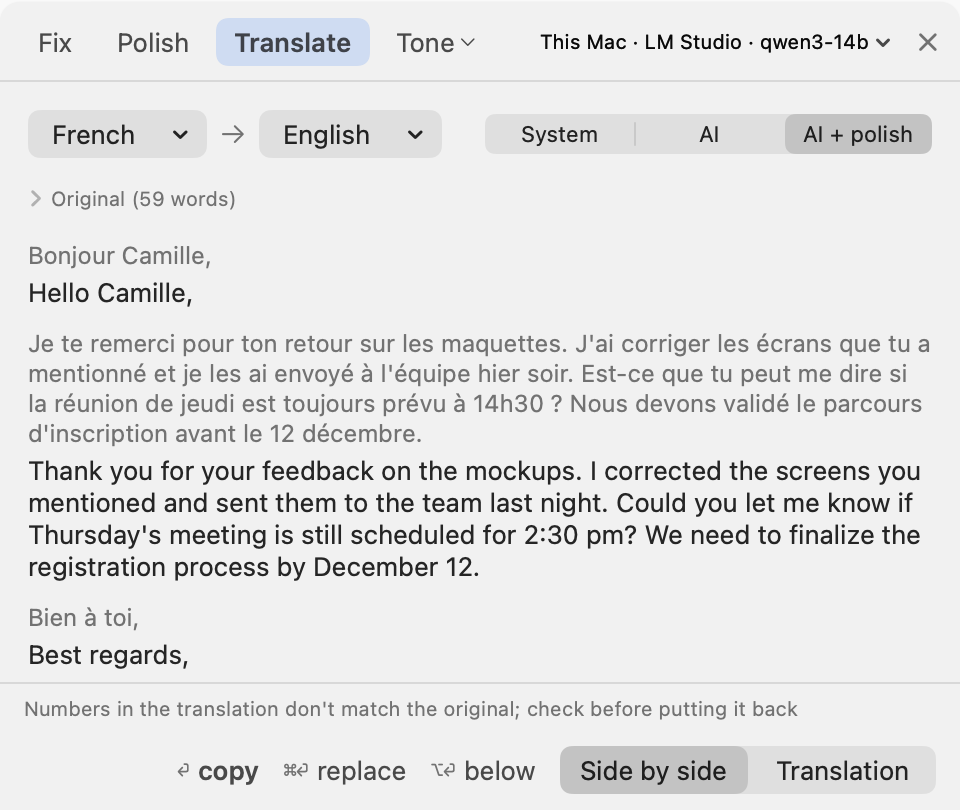 Fix Polish Translate Tone This Mac · LM Studio · qwen3-14b
French → English System AI AI + polish
Original (59 words)
Bonjour Camille,
Hello Camille,
Je te remerci pour ton retour sur les maquettes. J'ai corriger les écrans que tu a
mentionné et je les ai envoyé à l'équipe hier soir. Est-ce que tu peut me dire si
la réunion de jeudi est toujours prévu à 14h30 ? Nous devons validé le parcours
d'inscription avant le 12 décembre.
Thank you for your feedback on the mockups. I corrected the screens you
mentioned and sent them to the team last night. Could you let me know if
Thursday's meeting is still scheduled for 2:30 pm? We need to finalize the
registration process by December 12.
Bien à toi,
Best regards,
Numbers in the translation don't match the original; check before putting it back
⏎ copy ⌘⏎ replace ⌥⏎ below Side by side Translation